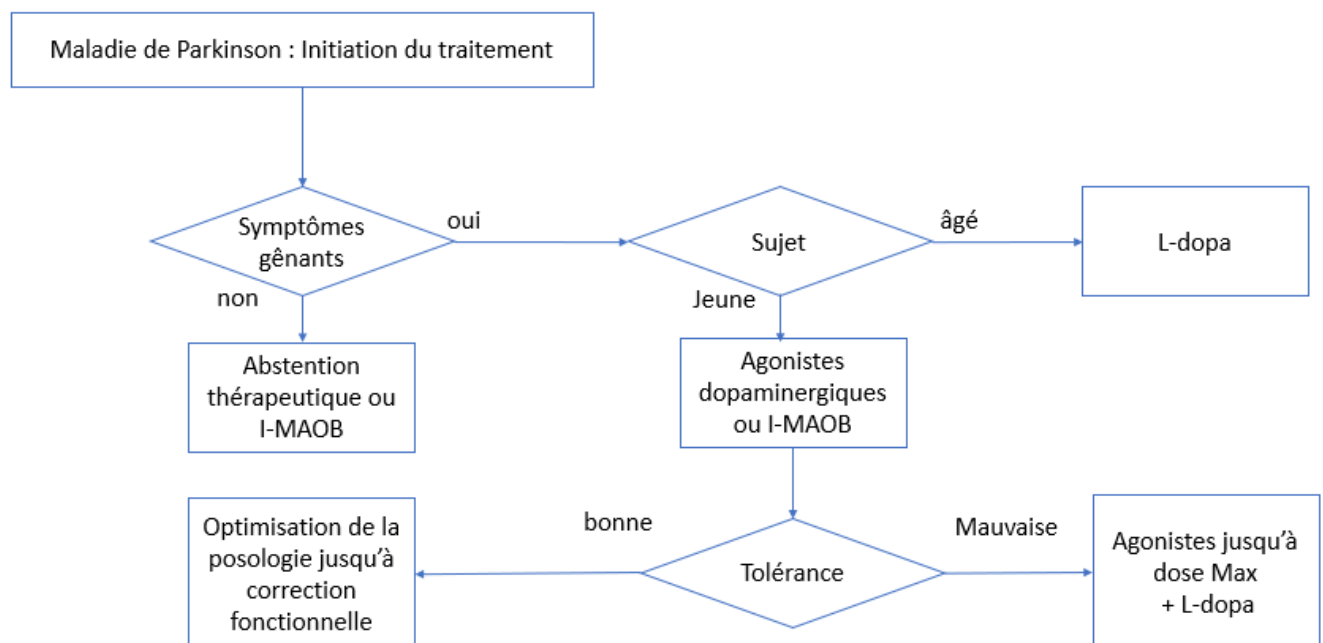 Maladie de Parkinson : Initiation du traitement
Symptômes
gênants
oui
non
Sujet
âgé
Jeune
L-dopa
Abstention
thérapeutique ou
I-MAOB
Agonistes
dopaminergiques
ou I-MAOB
Optimisation de la
posologie jusqu'à
correction
fonctionnelle
bonne
Tolérance
Mauvaise
Agonistes jusqu'à
dose Max
+ L-dopa